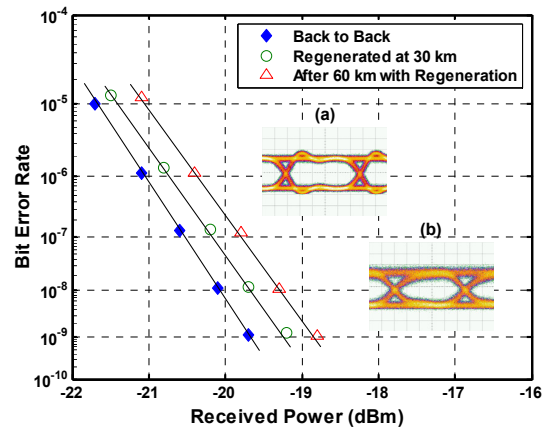 10-4
10-5
10-6
10-7
10-8
10-9
10-10
Bit Error Rate
Back to Back
Regenerated at 30 km
After 60 km with Regeneration
(a)
(b)
-22 -21 -20 -19 -18 -17 -16
Received Power (dBm)